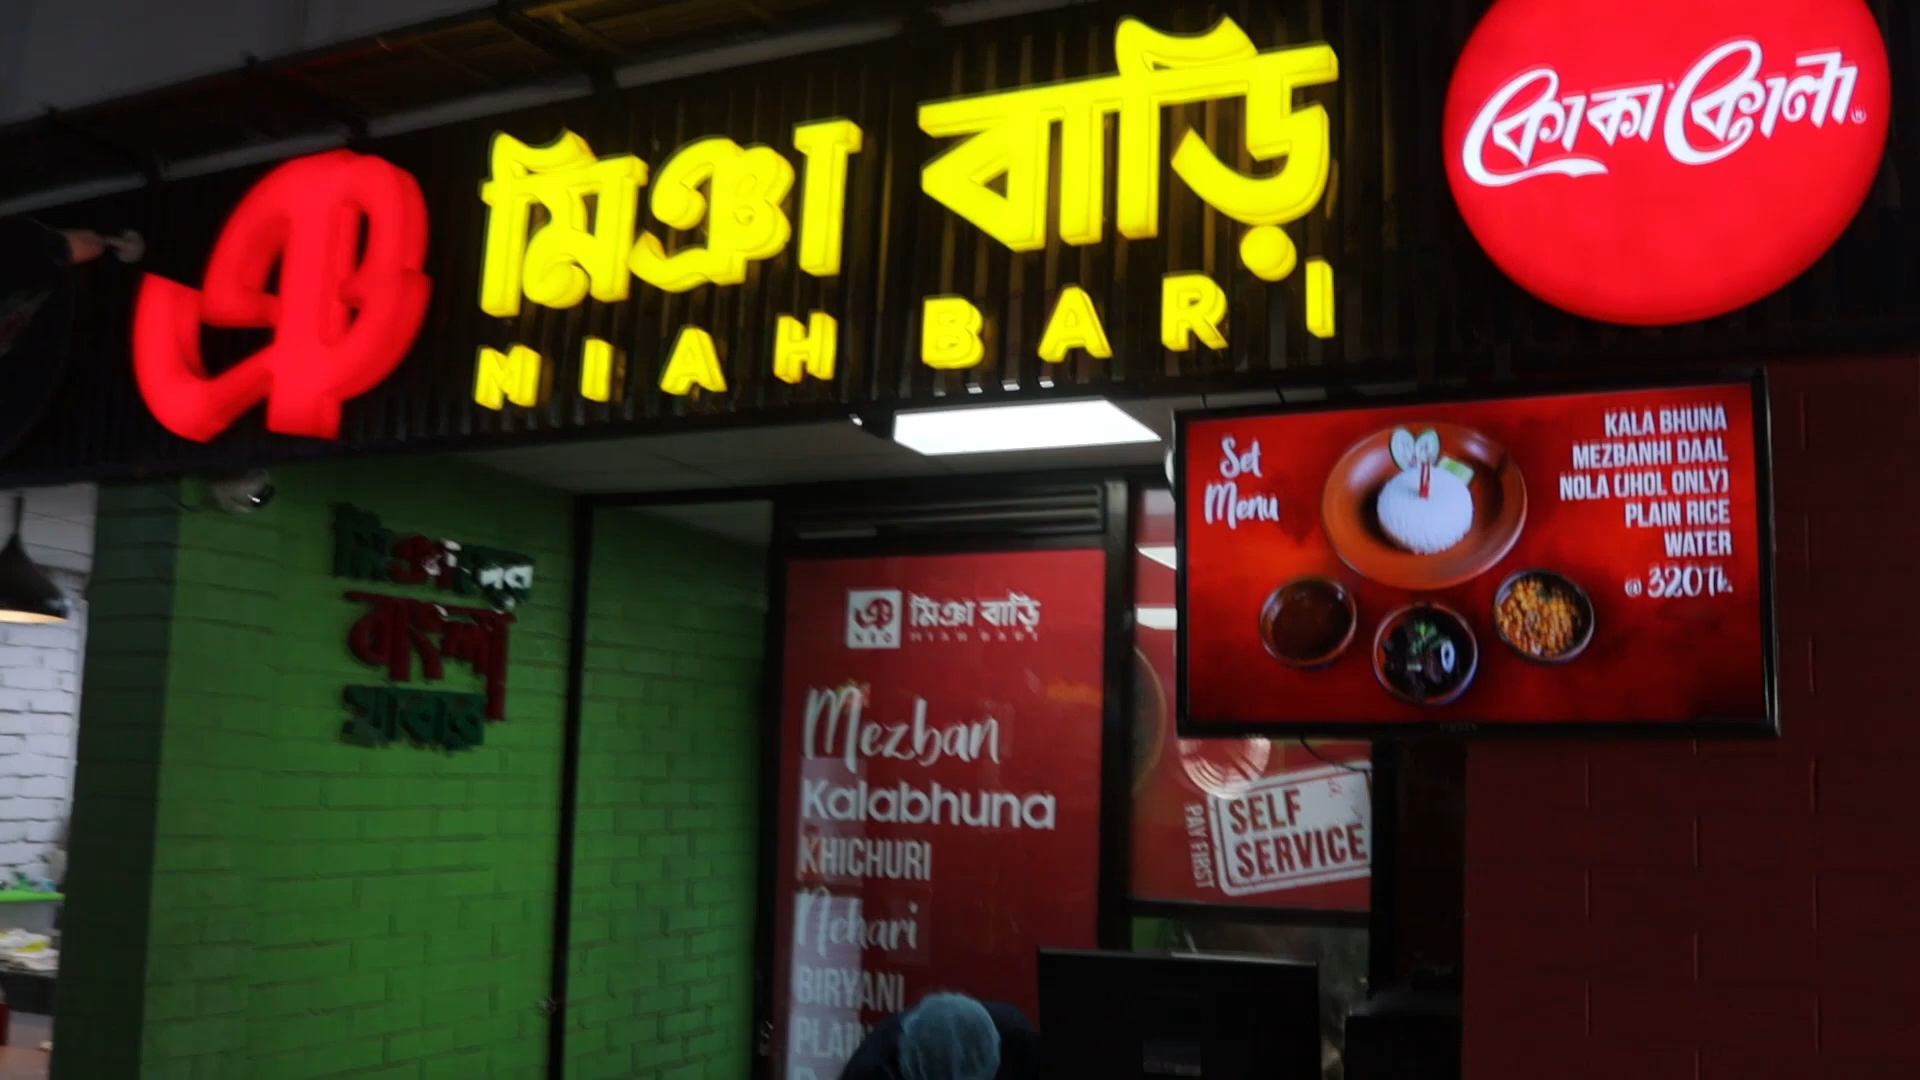 মিঞা বাড়ি
MIAH BARI
কোকা কোলা
Set
Menu
KALA BHUNA
MEZBANHI DAAL
NOLA (JHOL ONLY)
PLAIN RICE
WATER
@ 320Tk.
বাংলা
খাবার
মিঞা বাড়ি
MIAH BARI
Mezban
Kalabhuna
KHICHURI
Nehari
BIRYANI
PLAIN
PAY FIRST
SELF
SERVICE